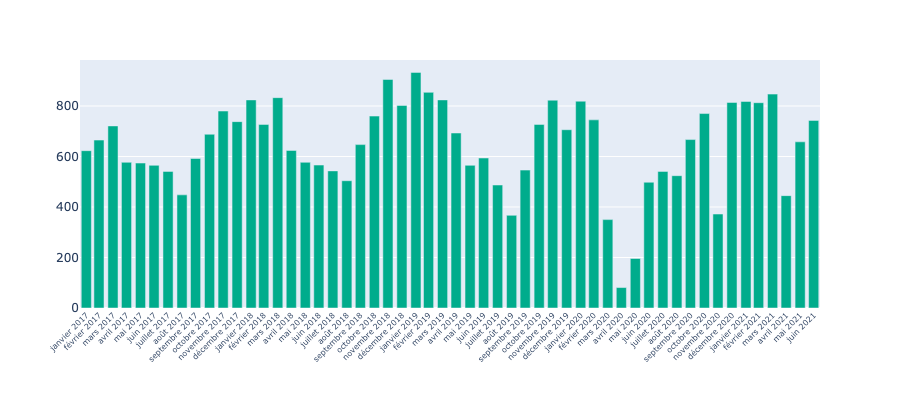 800
600
400
200
0
janvier 2017
février 2017
mars 2017
avril 2017
mai 2017
juin 2017
juillet 2017
août 2017
septembre 2017
octobre 2017
novembre 2017
décembre 2017
janvier 2018
février 2018
mars 2018
avril 2018
mai 2018
juin 2018
juillet 2018
août 2018
septembre 2018
octobre 2018
novembre 2018
décembre 2018
janvier 2019
février 2019
mars 2019
avril 2019
mai 2019
juin 2019
juillet 2019
août 2019
septembre 2019
octobre 2019
novembre 2019
décembre 2019
janvier 2020
février 2020
mars 2020
avril 2020
mai 2020
juin 2020
juillet 2020
août 2020
septembre 2020
octobre 2020
novembre 2020
décembre 2020
janvier 2021
février 2021
mars 2021
avril 2021
mai 2021
juin 2021